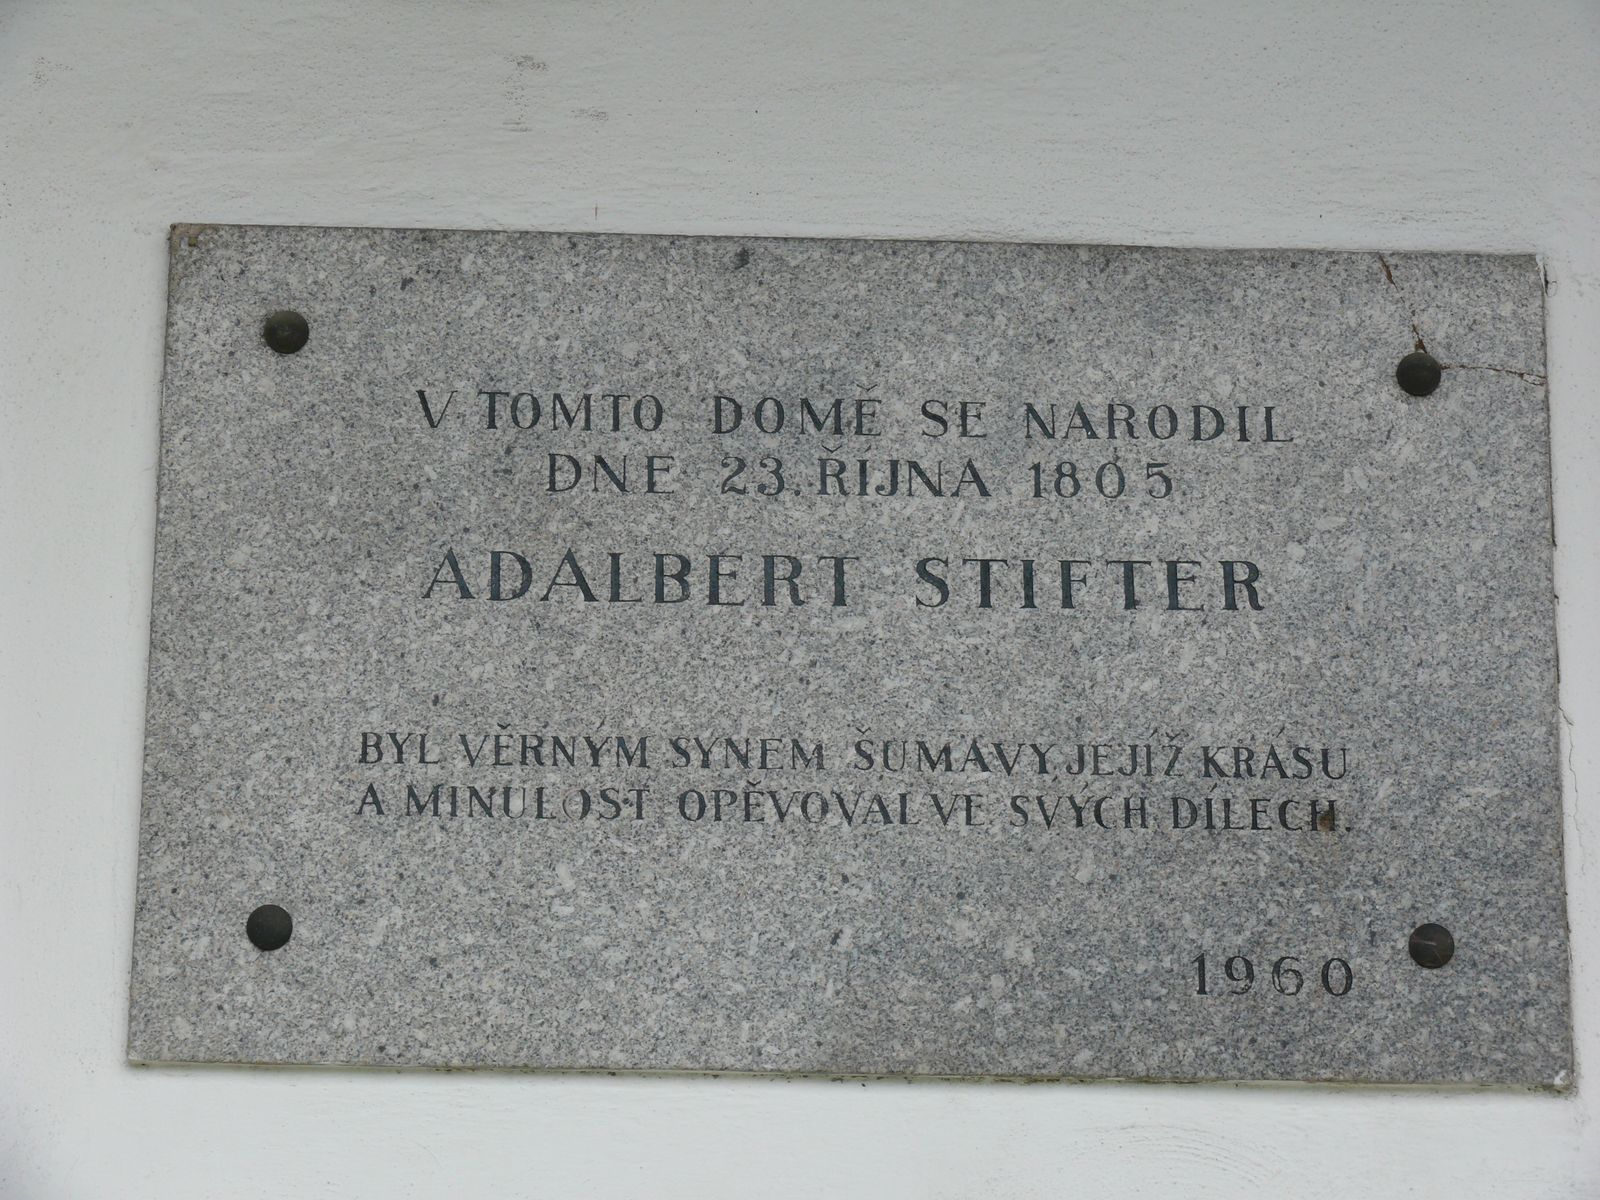 V TOMTO DOMĚ SE NARODIL
DNE 23. ŘÍJNA 1805
ADALBERT STIFTER
BYL VĚRNÝM SYNEM ŠUMAVY, JEJÍŽ KRÁSU
A MINULOST OPĚVOVAL VE SVÝCH DÍLECH.
1960